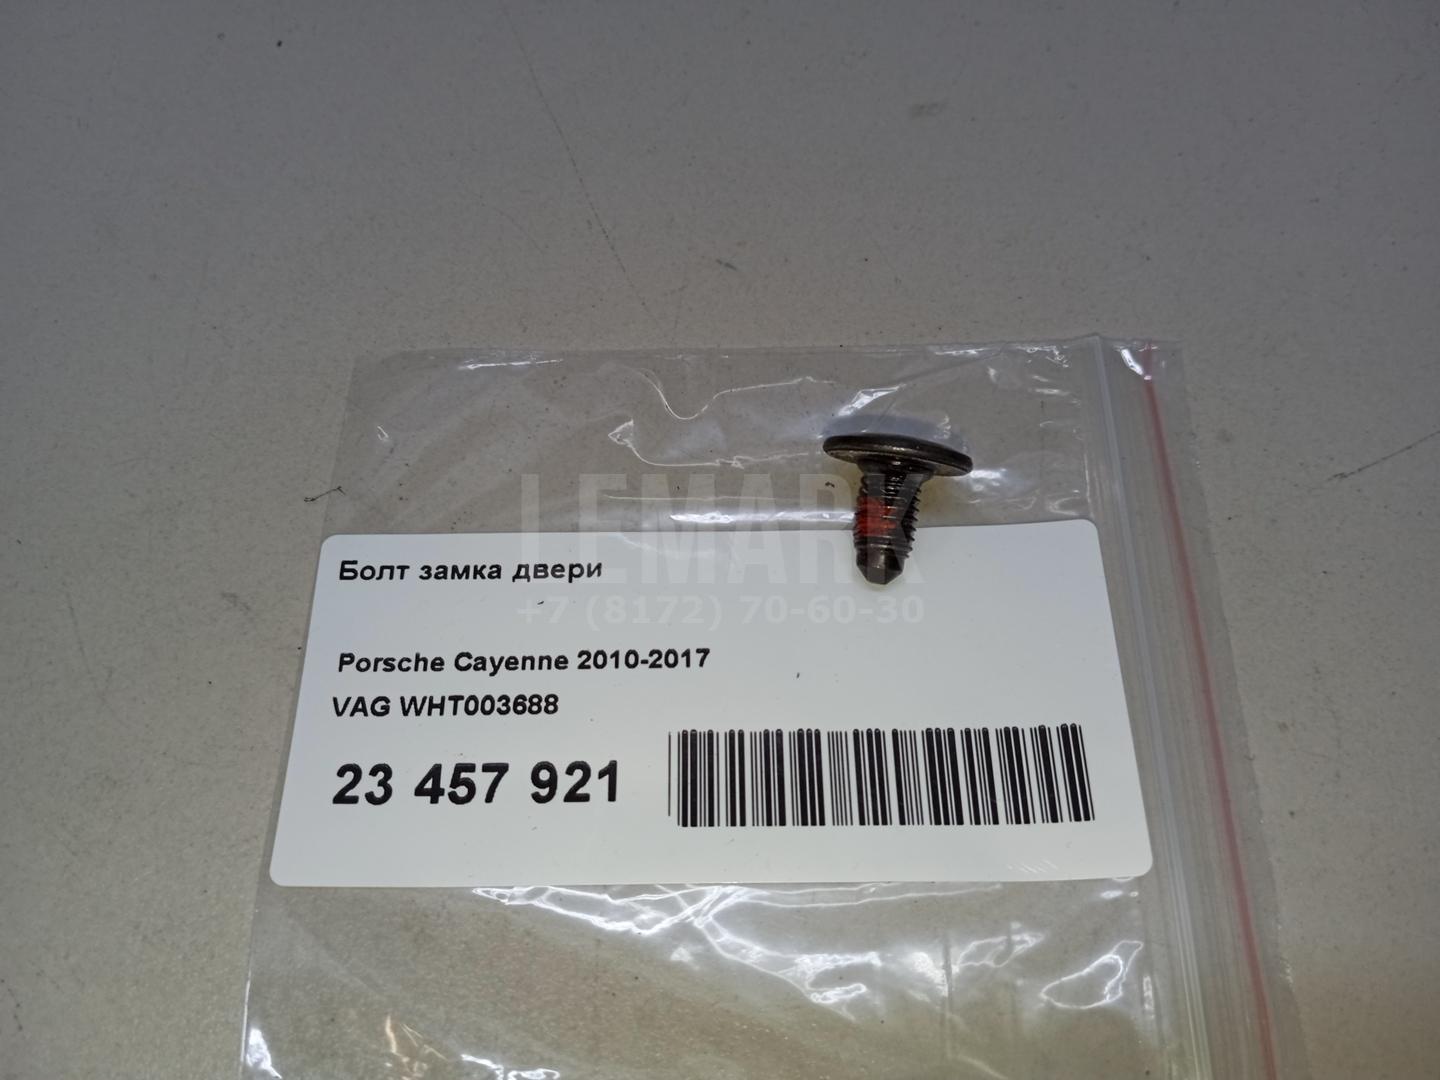 LEMARK
+7 (8172) 70-60-30
Болт замка двери
Porsche Cayenne 2010-2017
VAG WHT003688
23 457 921